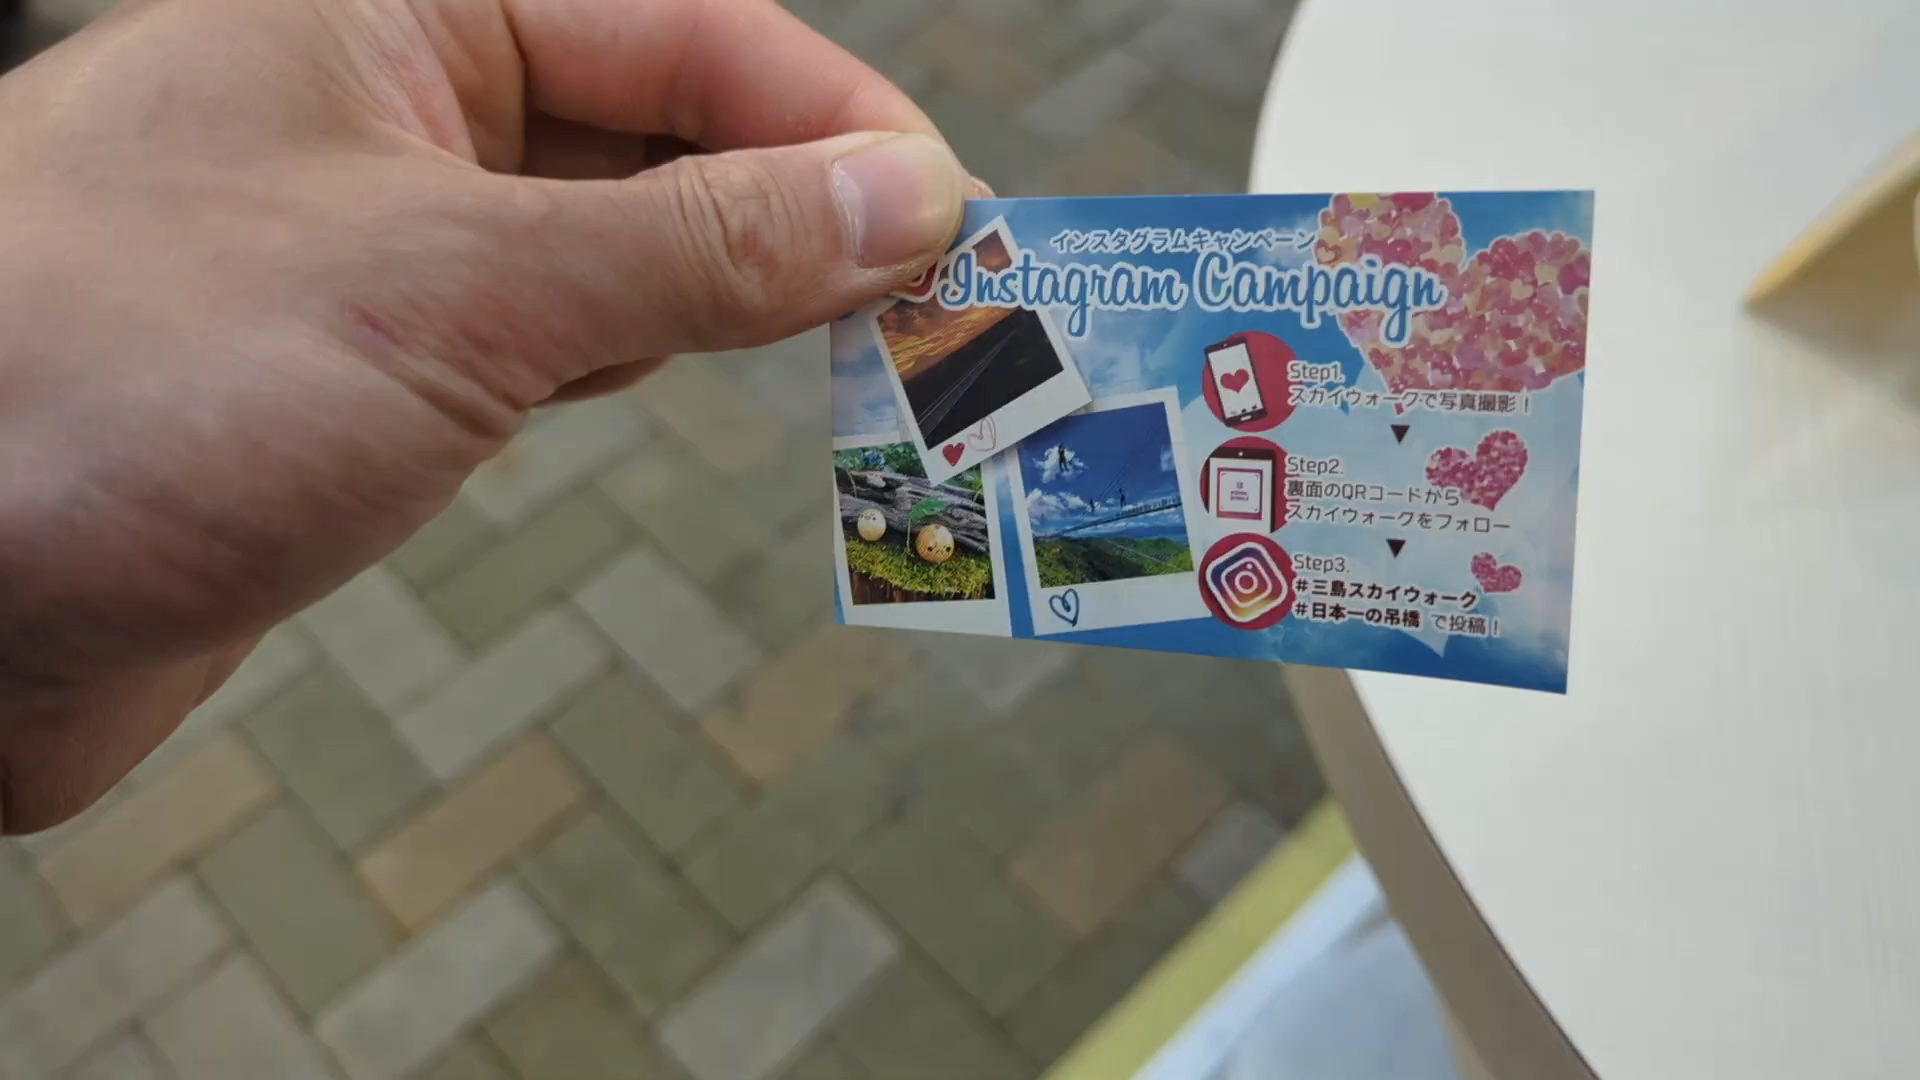 インスタグラムキャンペーン
Instagram Campaign
Step1.
スカイウォークで写真撮影！
▼
Step2.
裏面のQRコードから
スカイウォークをフォロー
▼
Step3.
#三島スカイウォーク
#日本一の吊橋 で投稿！